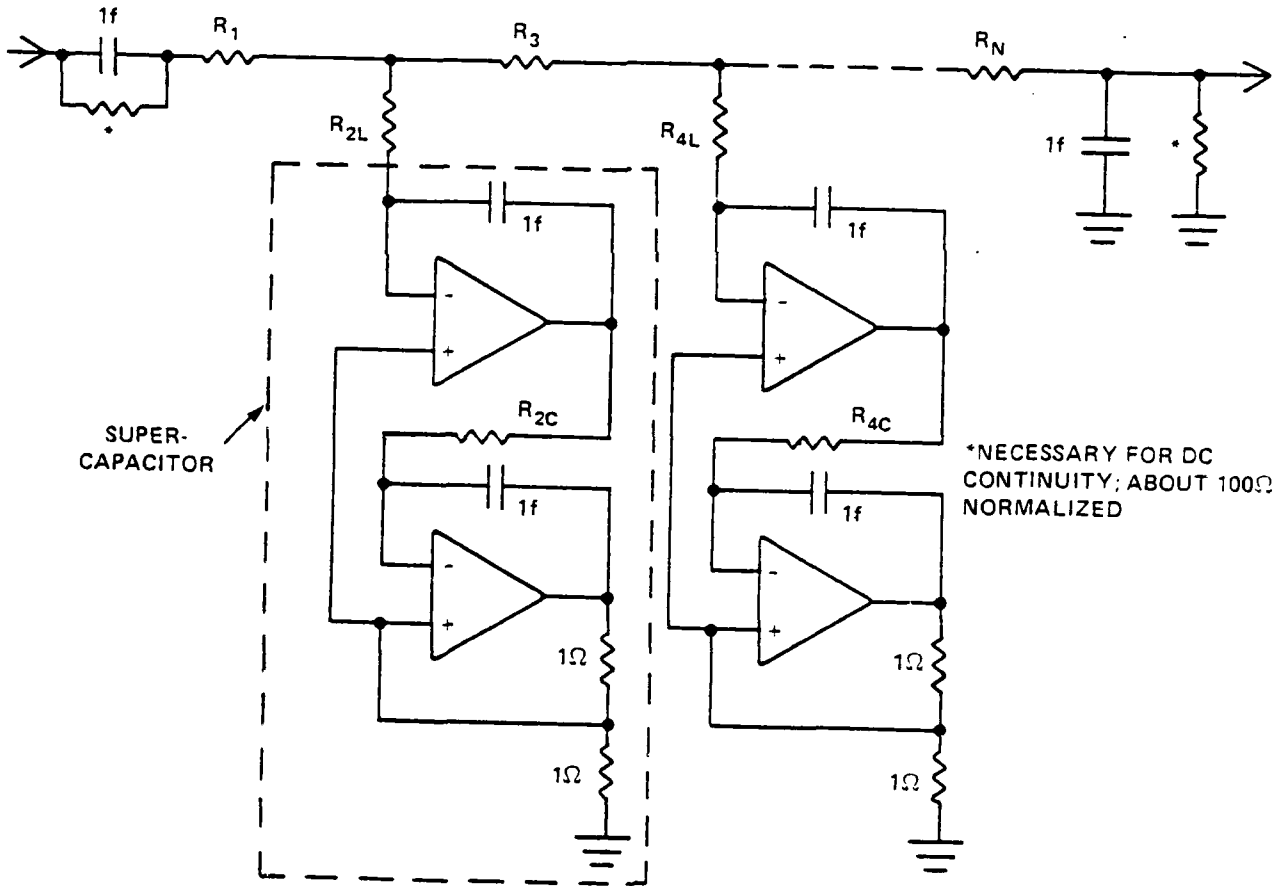 1f
R1
R3
RN
*
R2L
R4L
1f
*
1f
1f
-
-
+
+
R2C
R4C
SUPER-
CAPACITOR
*NECESSARY FOR DC
CONTINUITY; ABOUT 100Ω
NORMALIZED
1f
1f
-
-
+
+
1Ω
1Ω
1Ω
1Ω